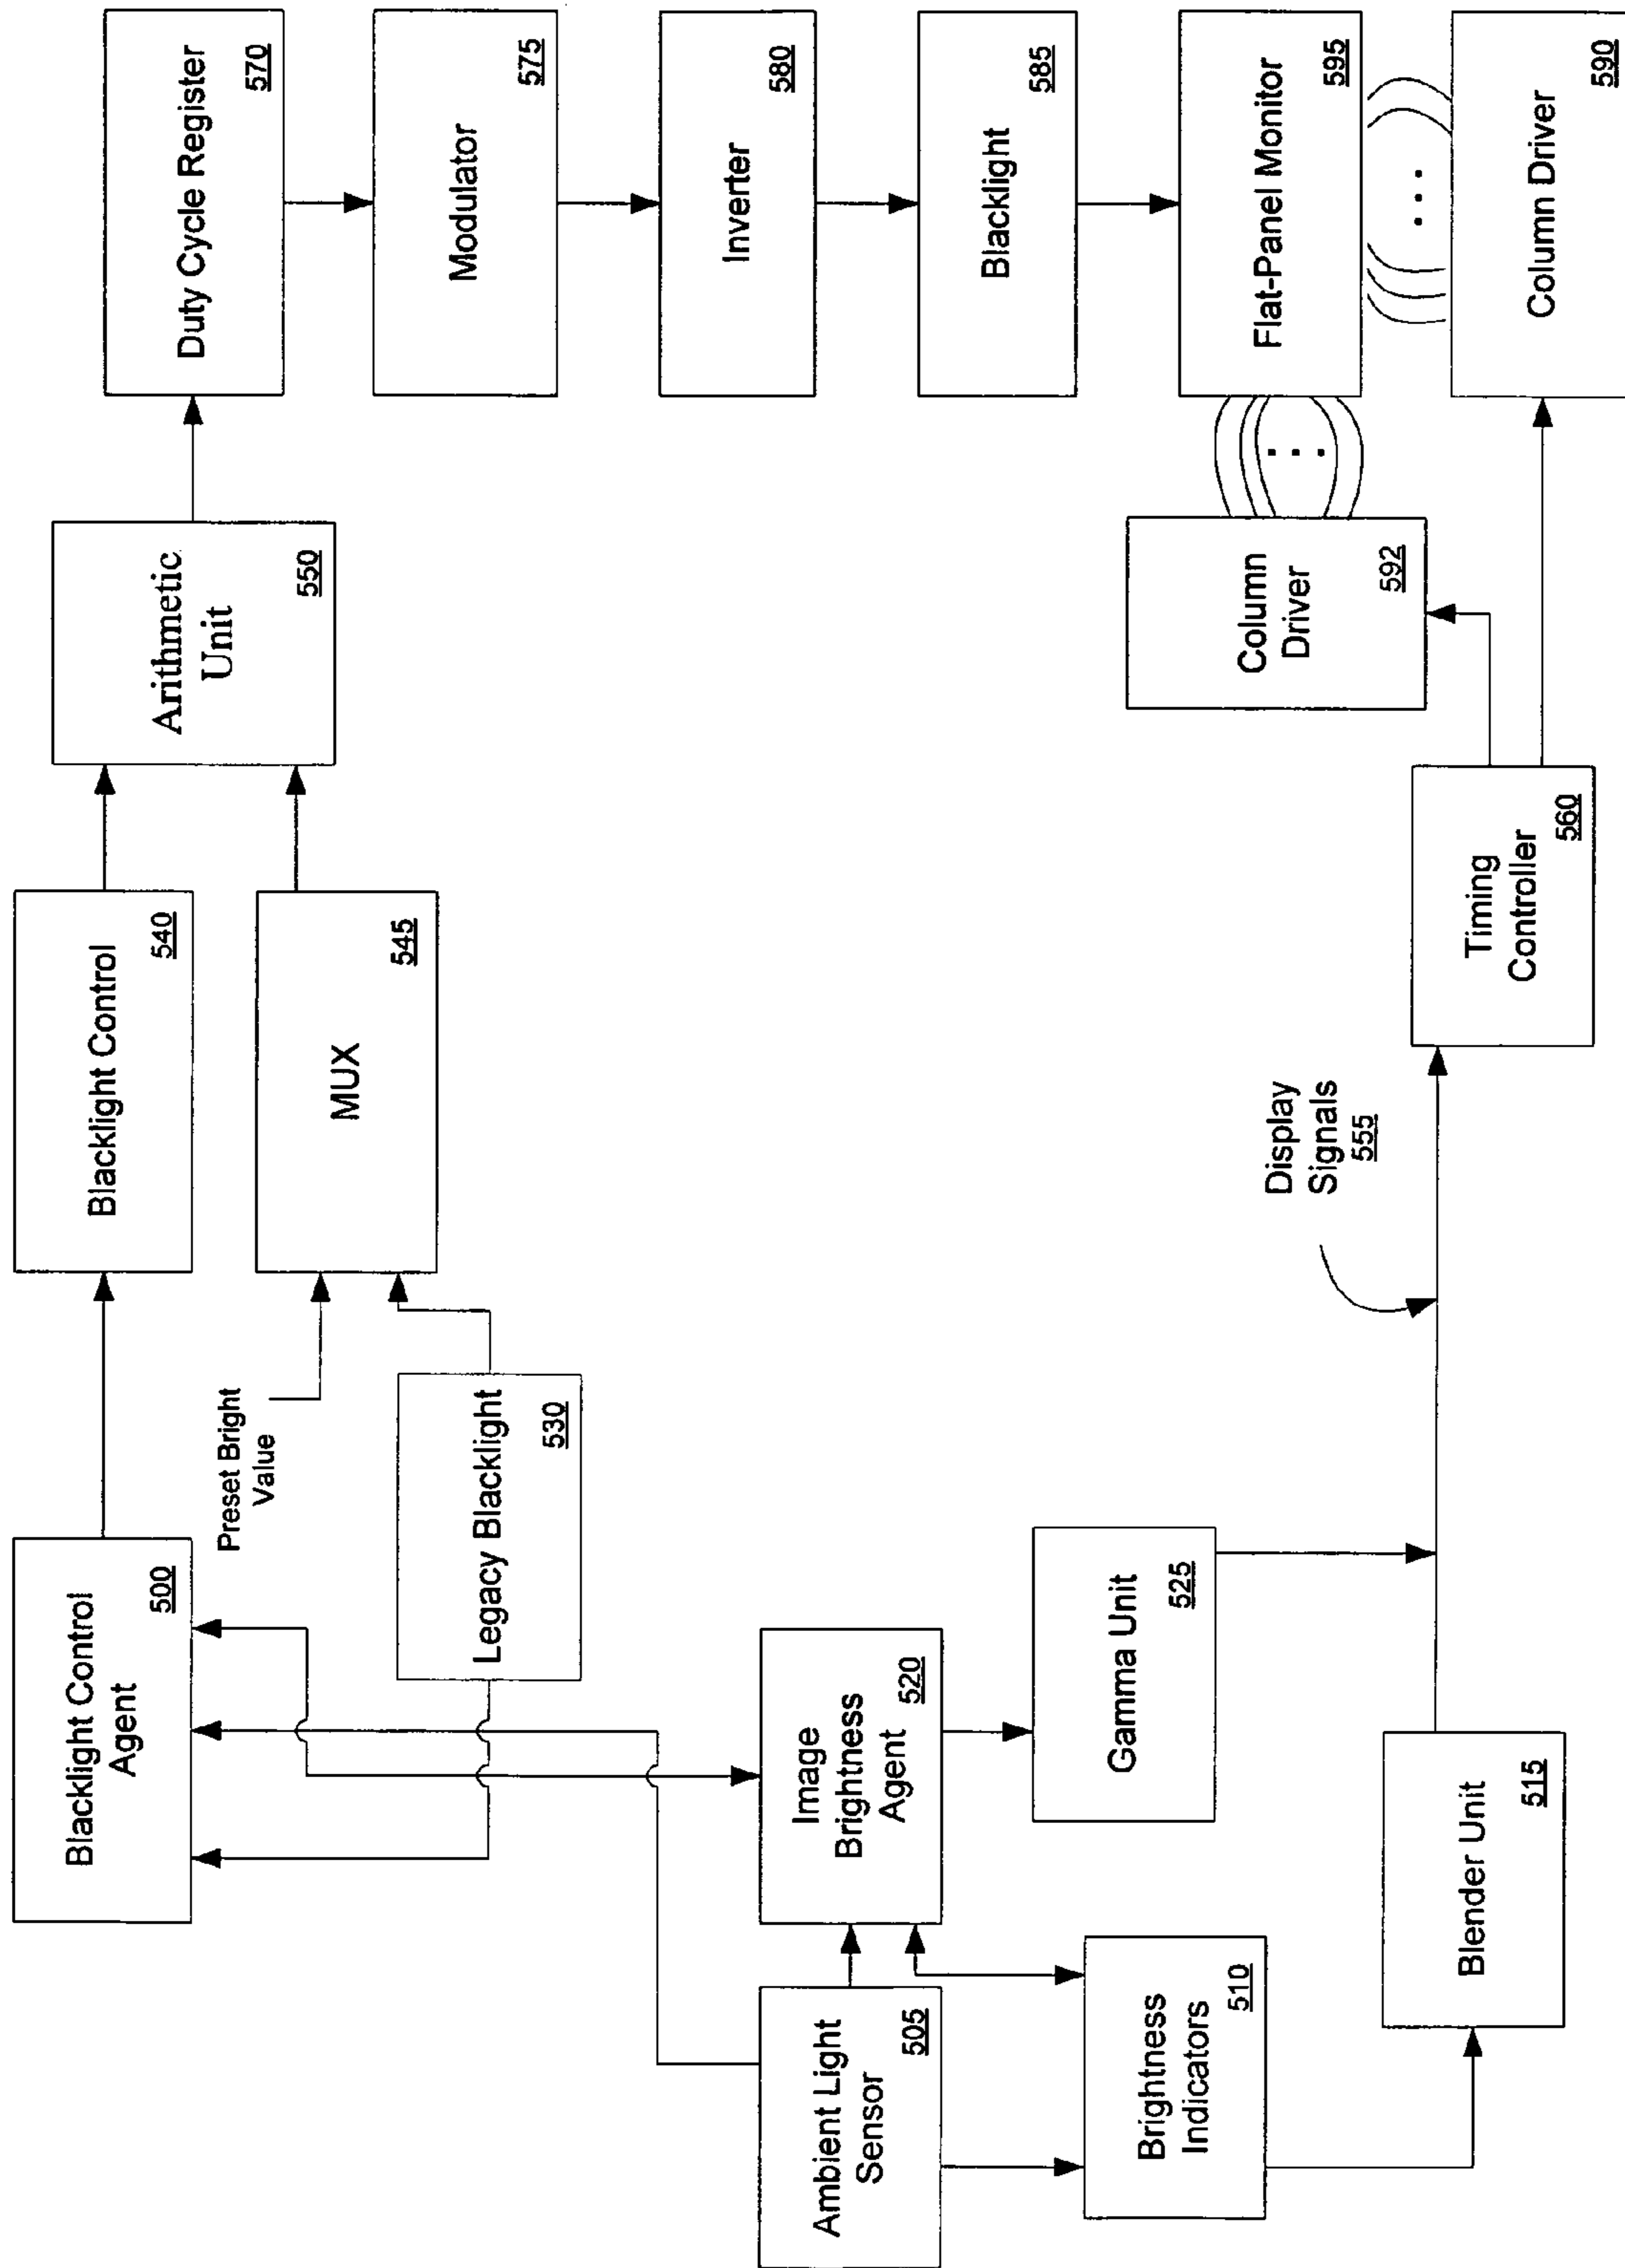 Blacklight Control
Agent
500
Blacklight Control
540
Arithmetic
Unit
550
Duty Cycle Register
570
Preset Bright
Value
MUX
545
Modulator
575
Legacy Blacklight
530
Inverter
580
Ambient Light
Sensor
505
Image
Brightness
Agent
520
Blacklight
585
Brightness
Indicators
510
Gamma Unit
525
Column
Driver
592
Flat-Panel Monitor
595
Display
Signals
555
Blender Unit
515
Timing
Controller
560
Column Driver
590